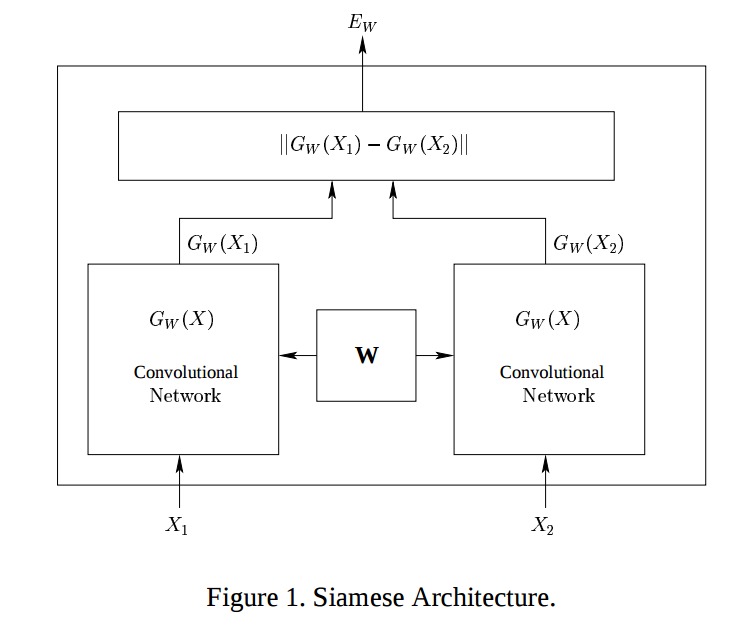 E_W
||G_W(X_1) − G_W(X_2)||
G_W(X_1)
G_W(X_2)
G_W(X)
Convolutional
Network
W
G_W(X)
Convolutional
Network
X_1
X_2
Figure 1. Siamese Architecture.